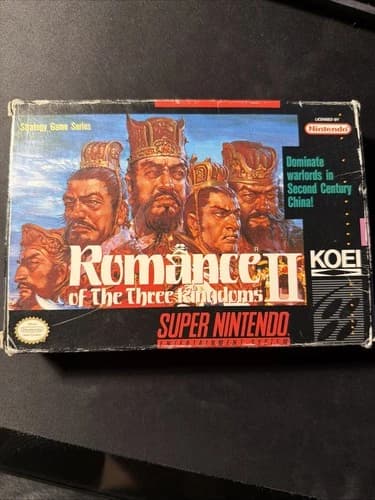 Strategy Game Series
LICENSED BY
Nintendo
Dominate
warlords in
Second Century
China!
Romance II
of The Three Kingdoms
KOEI
SUPER NINTENDO
ENTERTAINMENT SYSTEM